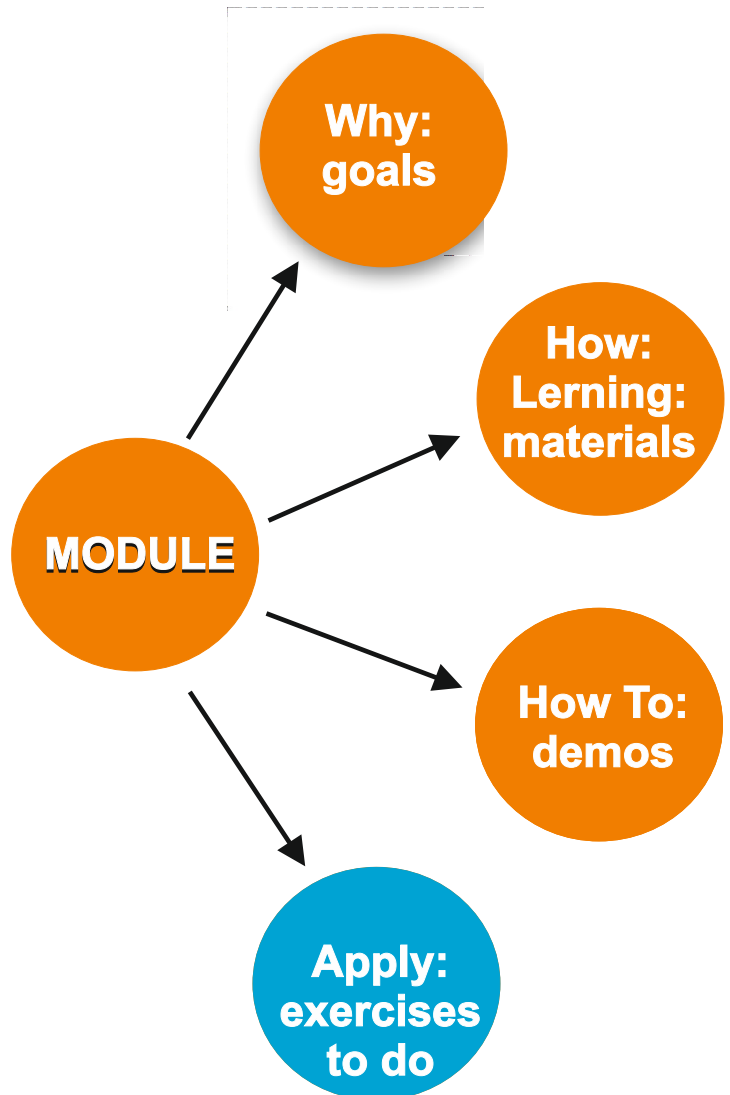 Why:
goals
How:
Lerning:
materials
MODULE
How To:
demos
Apply:
exercises
to do